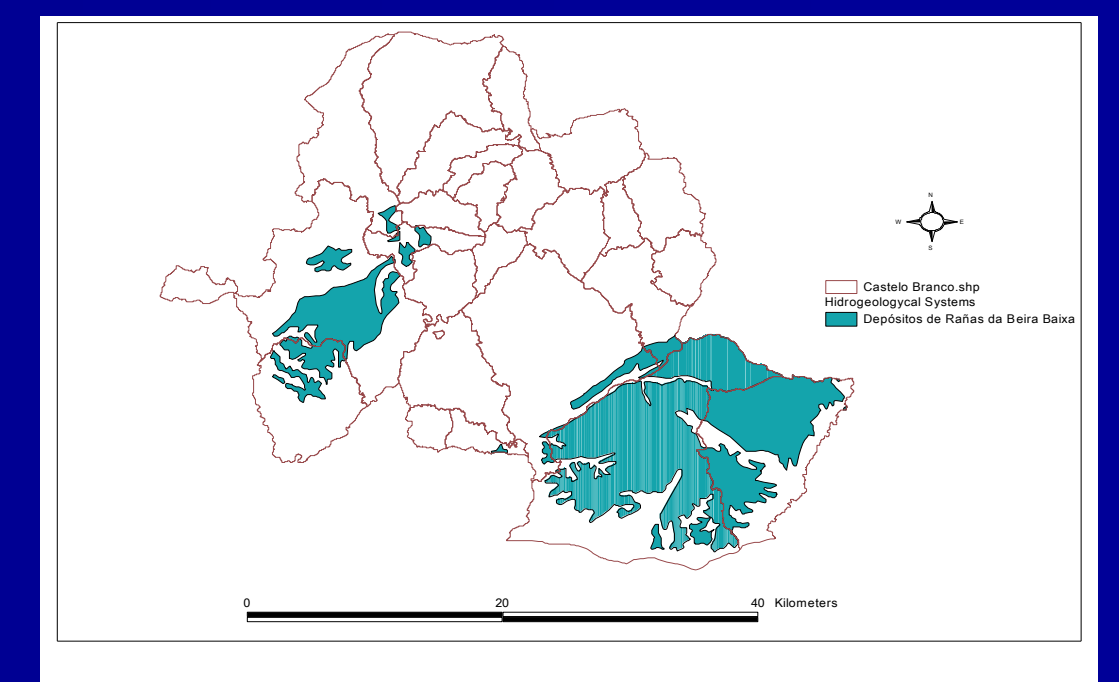 N
W E
S
Castelo Branco.shp
Hidrogeologycal Systems
Depósitos de Rañas da Beira Baixa
0 20 40 Kilometers